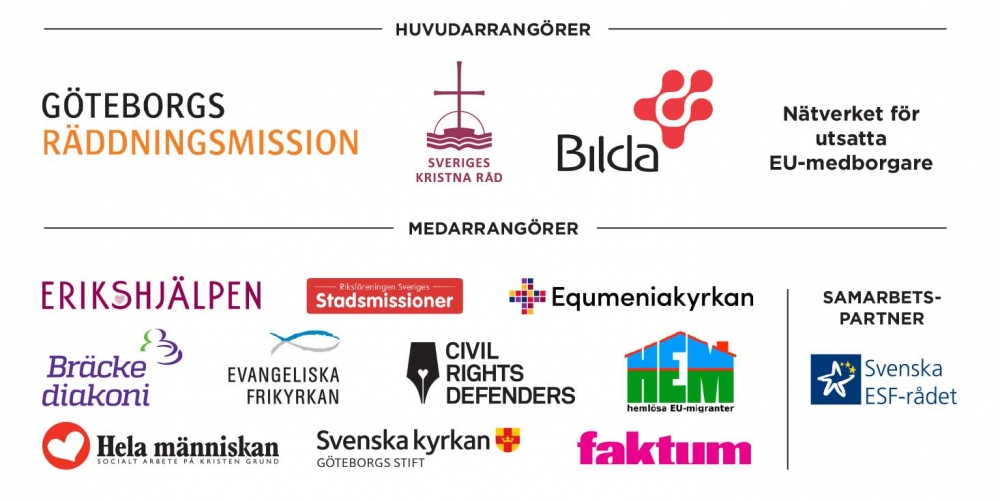 HUVUDARRANGÖRER
GÖTEBORGS
RÄDDNINGSMISSION
SVERIGES
KRISTNA RÅD
Bilda
Nätverket för
utsatta
EU-medborgare
MEDARRANGÖRER
ERIKSHJÄLPEN
Riksföreningen Sveriges
Stadsmissioner
Equmeniakyrkan
Bräcke
diakoni
EVANGELISKA
FRIKYRKAN
CIVIL
RIGHTS
DEFENDERS
HEM
hemlösa EU-migranter
Hela människan
SOCIALT ARBETE PÅ KRISTEN GRUND
Svenska kyrkan
GÖTEBORGS STIFT
faktum
SAMARBETS-
PARTNER
Svenska
ESF-rådet